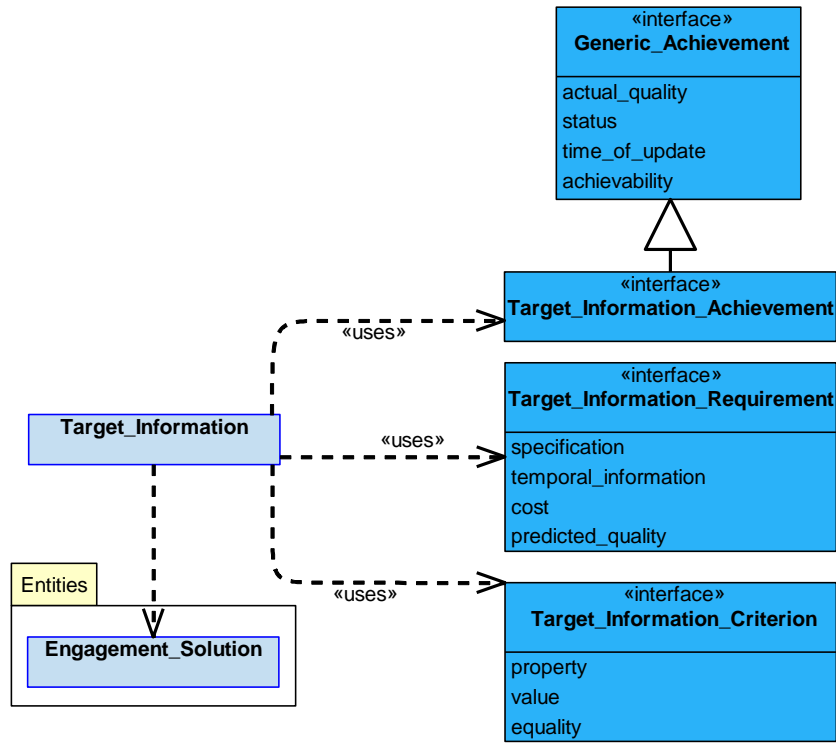 «interface»
Generic_Achievement
actual_quality
status
time_of_update
achievability
«interface»
Target_Information_Achievement
«uses»
«interface»
Target_Information_Requirement
specification
temporal_information
cost
predicted_quality
Target_Information
«uses»
Entities
Engagement_Solution
«uses»
«interface»
Target_Information_Criterion
property
value
equality